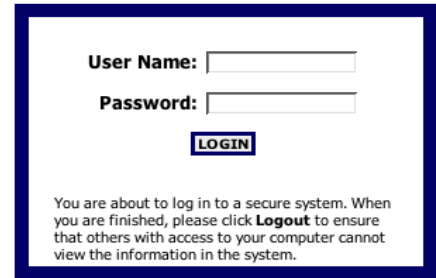 User Name:
Password:
LOGIN
You are about to log in to a secure system. When
you are finished, please click Logout to ensure
that others with access to your computer cannot
view the information in the system.